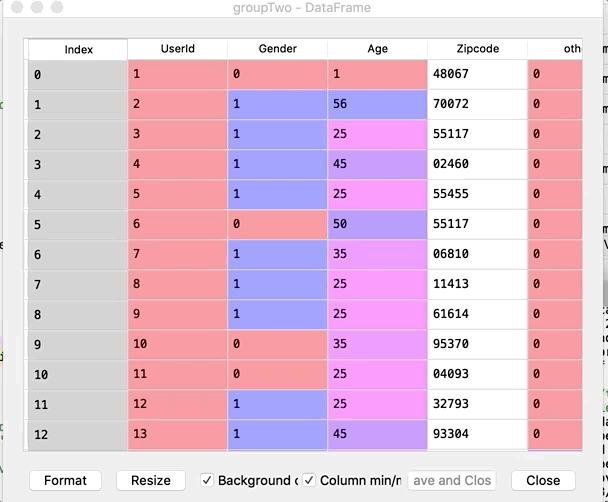 groupTwo - DataFrame
Index UserId Gender Age Zipcode oth
0 1 0 1 48067 0
1 2 1 56 70072 0
2 3 1 25 55117 0
3 4 1 45 02460 0
4 5 1 25 55455 0
5 6 0 50 55117 0
6 7 1 35 06810 0
7 8 1 25 11413 0
8 9 1 25 61614 0
9 10 0 35 95370 0
10 11 0 25 04093 0
11 12 1 25 32793 0
12 13 1 45 93304 0
Format Resize Background c Column min/m ave and Clos Close